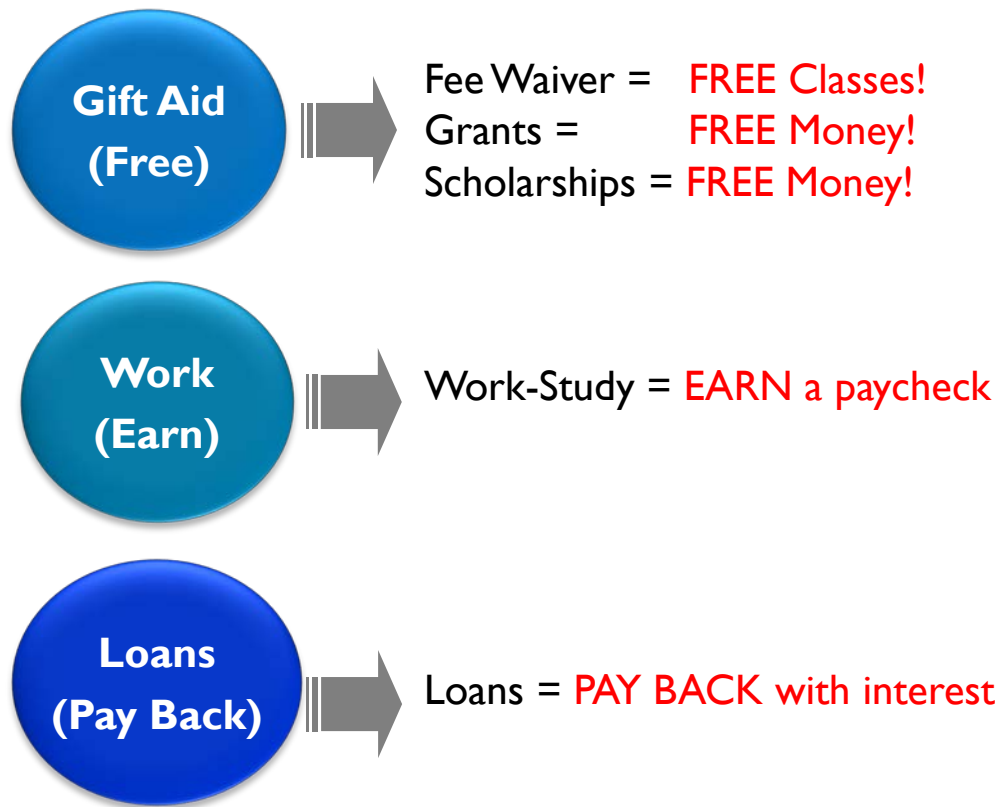 Gift Aid
(Free)
Fee Waiver = FREE Classes!
Grants = FREE Money!
Scholarships = FREE Money!
Work
(Earn)
Work-Study = EARN a paycheck
Loans
(Pay Back)
Loans = PAY BACK with interest